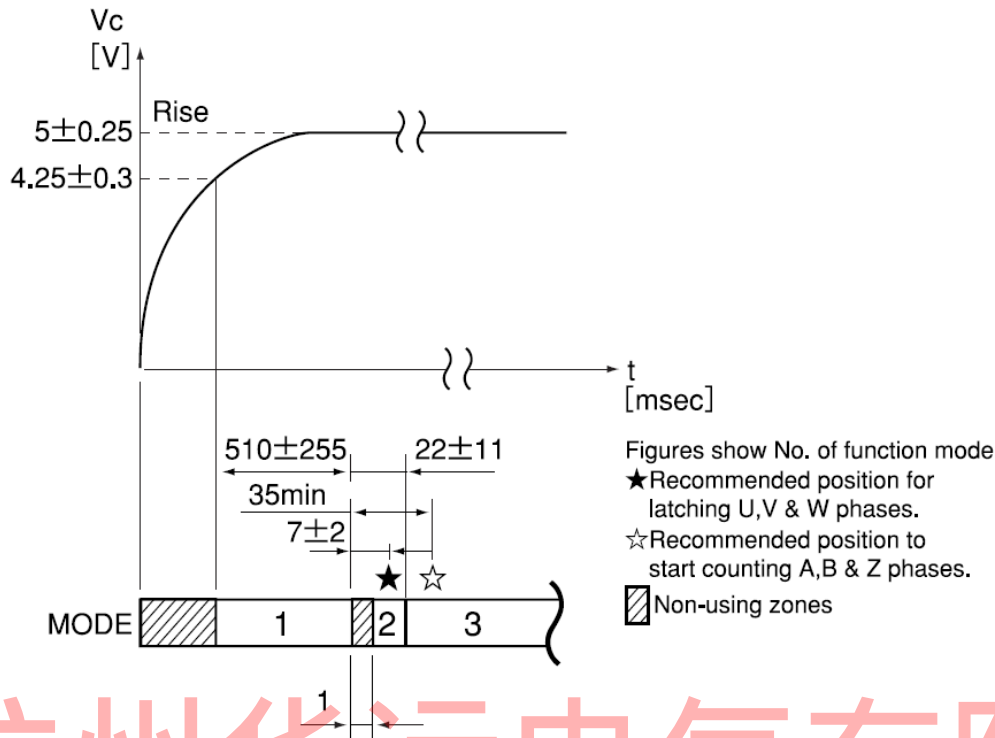 Vc
[V]
Rise
5±0.25
4.25±0.3
t
[msec]
510±255
22±11
35min
7±2
★ ☆
MODE
1
2
3
1
Figures show No. of function mode
★Recommended position for
latching U,V & W phases.
☆Recommended position to
start counting A,B & Z phases.
Non-using zones